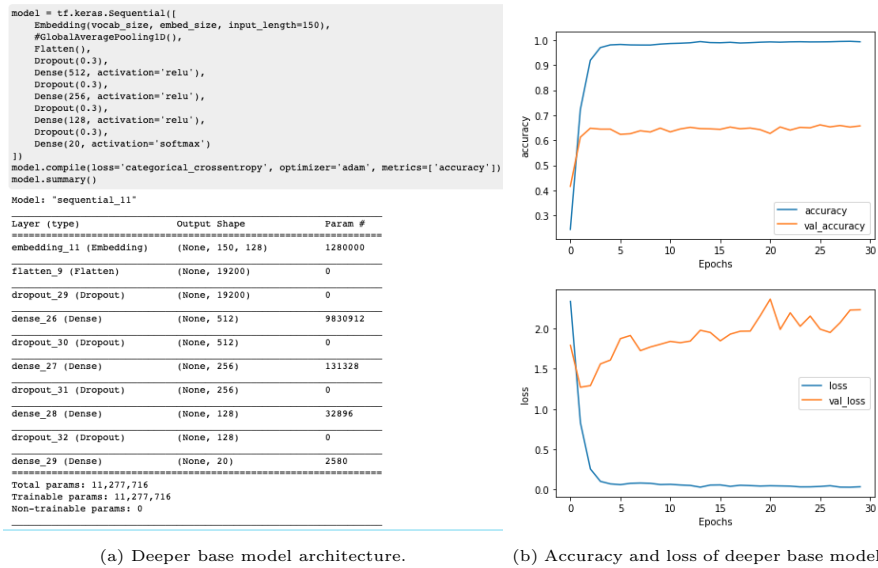 model = tf.keras.Sequential([
    Embedding(vocab_size, embed_size, input_length=150),
    #GlobalAveragePooling1D(),
    Flatten(),
    Dropout(0.3),
    Dense(512, activation='relu'),
    Dropout(0.3),
    Dense(256, activation='relu'),
    Dropout(0.3),
    Dense(128, activation='relu'),
    Dropout(0.3),
    Dense(20, activation='softmax')
])
model.compile(loss='categorical_crossentropy', optimizer='adam', metrics=['accuracy'])
model.summary()
Model: "sequential_11"
Layer (type) Output Shape Param #
embedding_11 (Embedding) (None, 150, 128) 1280000
flatten_9 (Flatten) (None, 19200) 0
dropout_29 (Dropout) (None, 19200) 0
dense_26 (Dense) (None, 512) 9830912
dropout_30 (Dropout) (None, 512) 0
dense_27 (Dense) (None, 256) 131328
dropout_31 (Dropout) (None, 256) 0
dense_28 (Dense) (None, 128) 32896
dropout_32 (Dropout) (None, 128) 0
dense_29 (Dense) (None, 20) 2580
Total params: 11,277,716
Trainable params: 11,277,716
Non-trainable params: 0
(a) Deeper base model architecture.
1.0
0.9
0.8
0.7
0.6
0.5
0.4
0.3
accuracy
accuracy
val_accuracy
0 5 10 15 20 25 30
Epochs
2.0
1.5
1.0
0.5
0.0
loss
loss
val_loss
0 5 10 15 20 25 30
Epochs
(b) Accuracy and loss of deeper base model